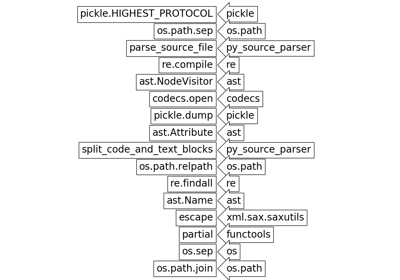 pickle.HIGHEST_PROTOCOL pickle
os.path.sep os.path
parse_source_file py_source_parser
re.compile re
ast.NodeVisitor ast
codecs.open codecs
pickle.dump pickle
ast.Attribute ast
split_code_and_text_blocks py_source_parser
os.path.relpath os.path
re.findall re
ast.Name ast
escape xml.sax.saxutils
partial functools
os.sep os
os.path.join os.path